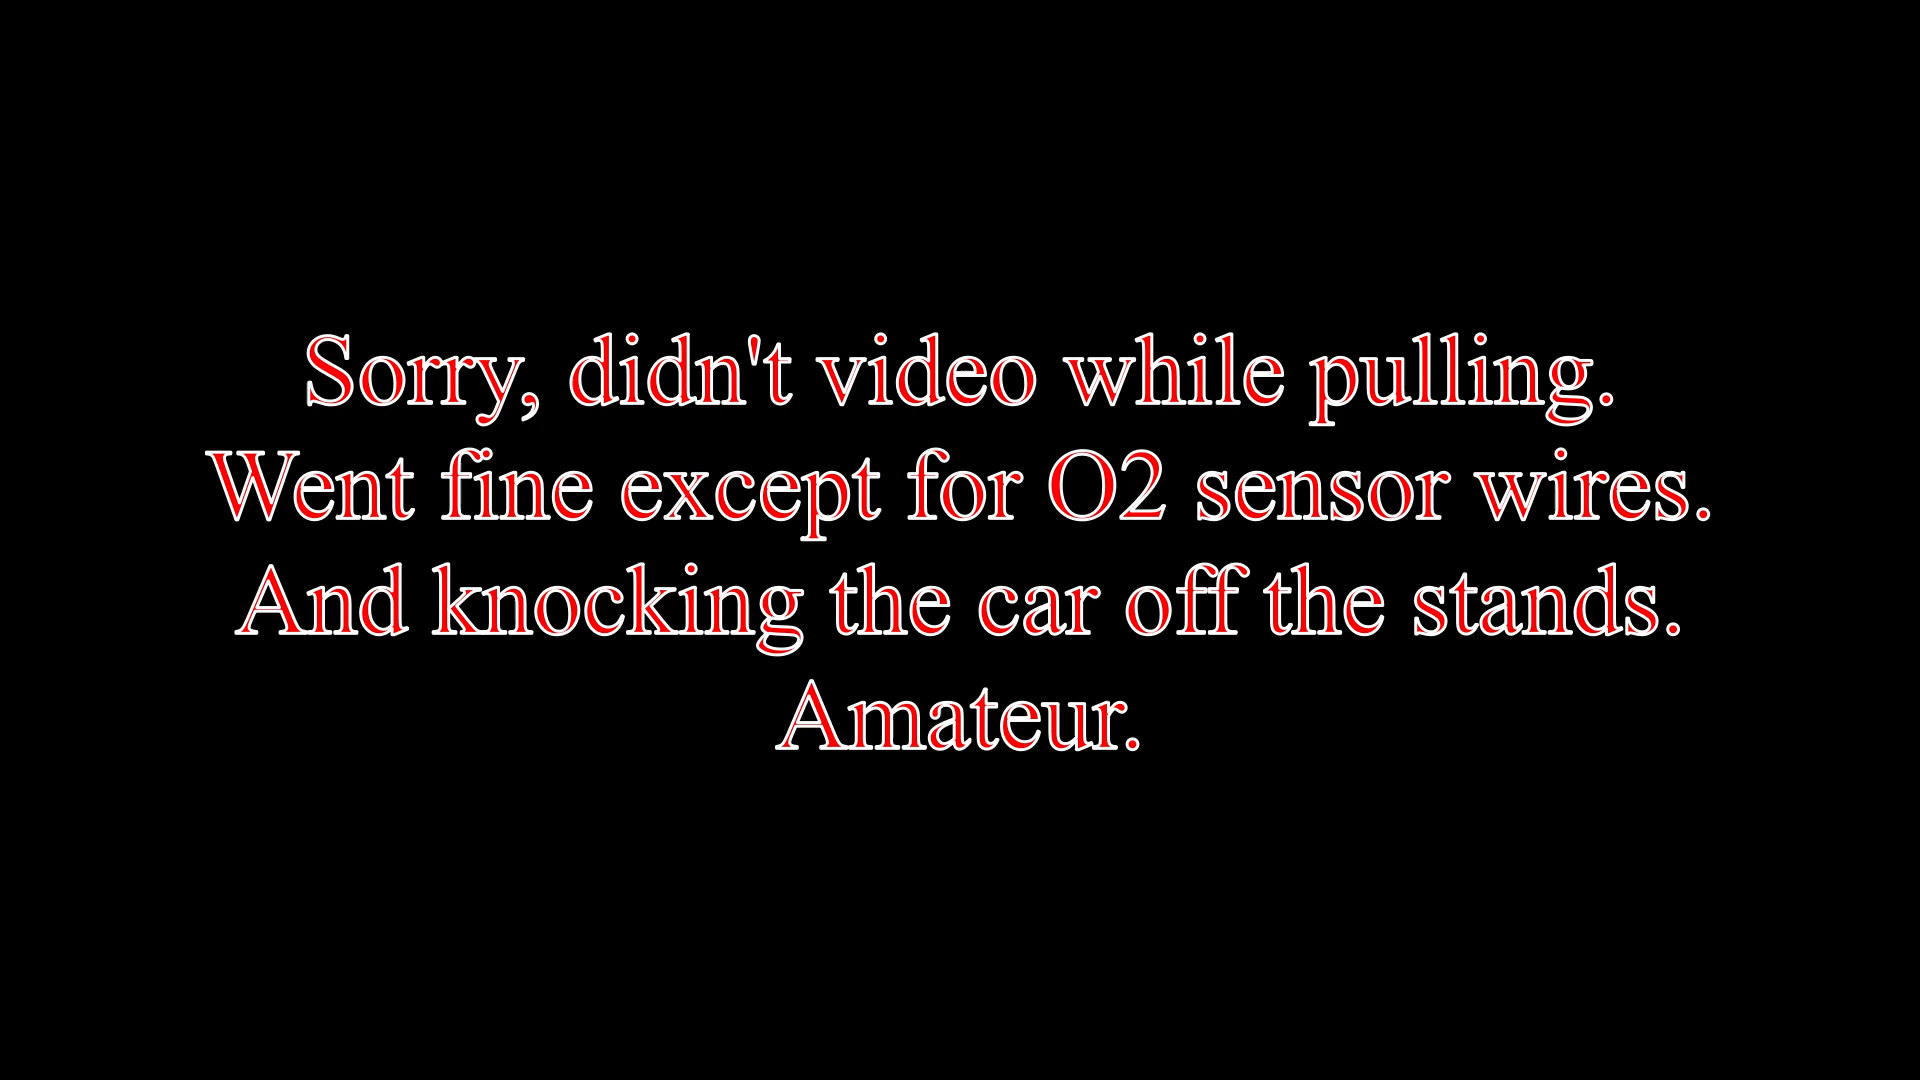 Sorry, didn't video while pulling.
Went fine except for O2 sensor wires.
And knocking the car off the stands.
Amateur.